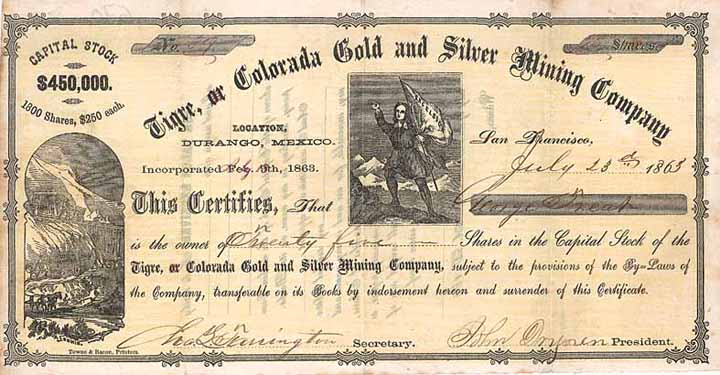 CAPITAL STOCK
$450,000.
1800 Shares, $250 each.
No.
Shares
Tigre, or Colorada Gold and Silver Mining Company
LOCATION,
DURANGO, MEXICO.
Incorporated Feb. 9th, 1863.
San Francisco,
July 23rd 1863
This Certifies, That George
is the owner of Twenty five Shares in the Capital Stock of the
Tigre, or Colorada Gold and Silver Mining Company, subject to the provisions of the By-Laws of
the Company, transferable on its Books by indorsement hereon and surrender of this Certificate.
Secretary.
John President.
Towne & Bacon, Printers.